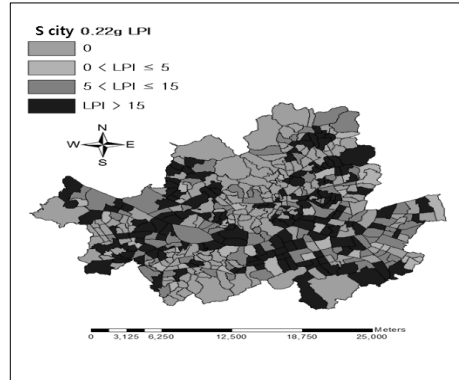 S city 0.22g LPI
0
0 < LPI ≤ 5
5 < LPI ≤ 15
LPI > 15
N
W E
S
Meters
0 3,125 6,250 12,500 18,750 25,000